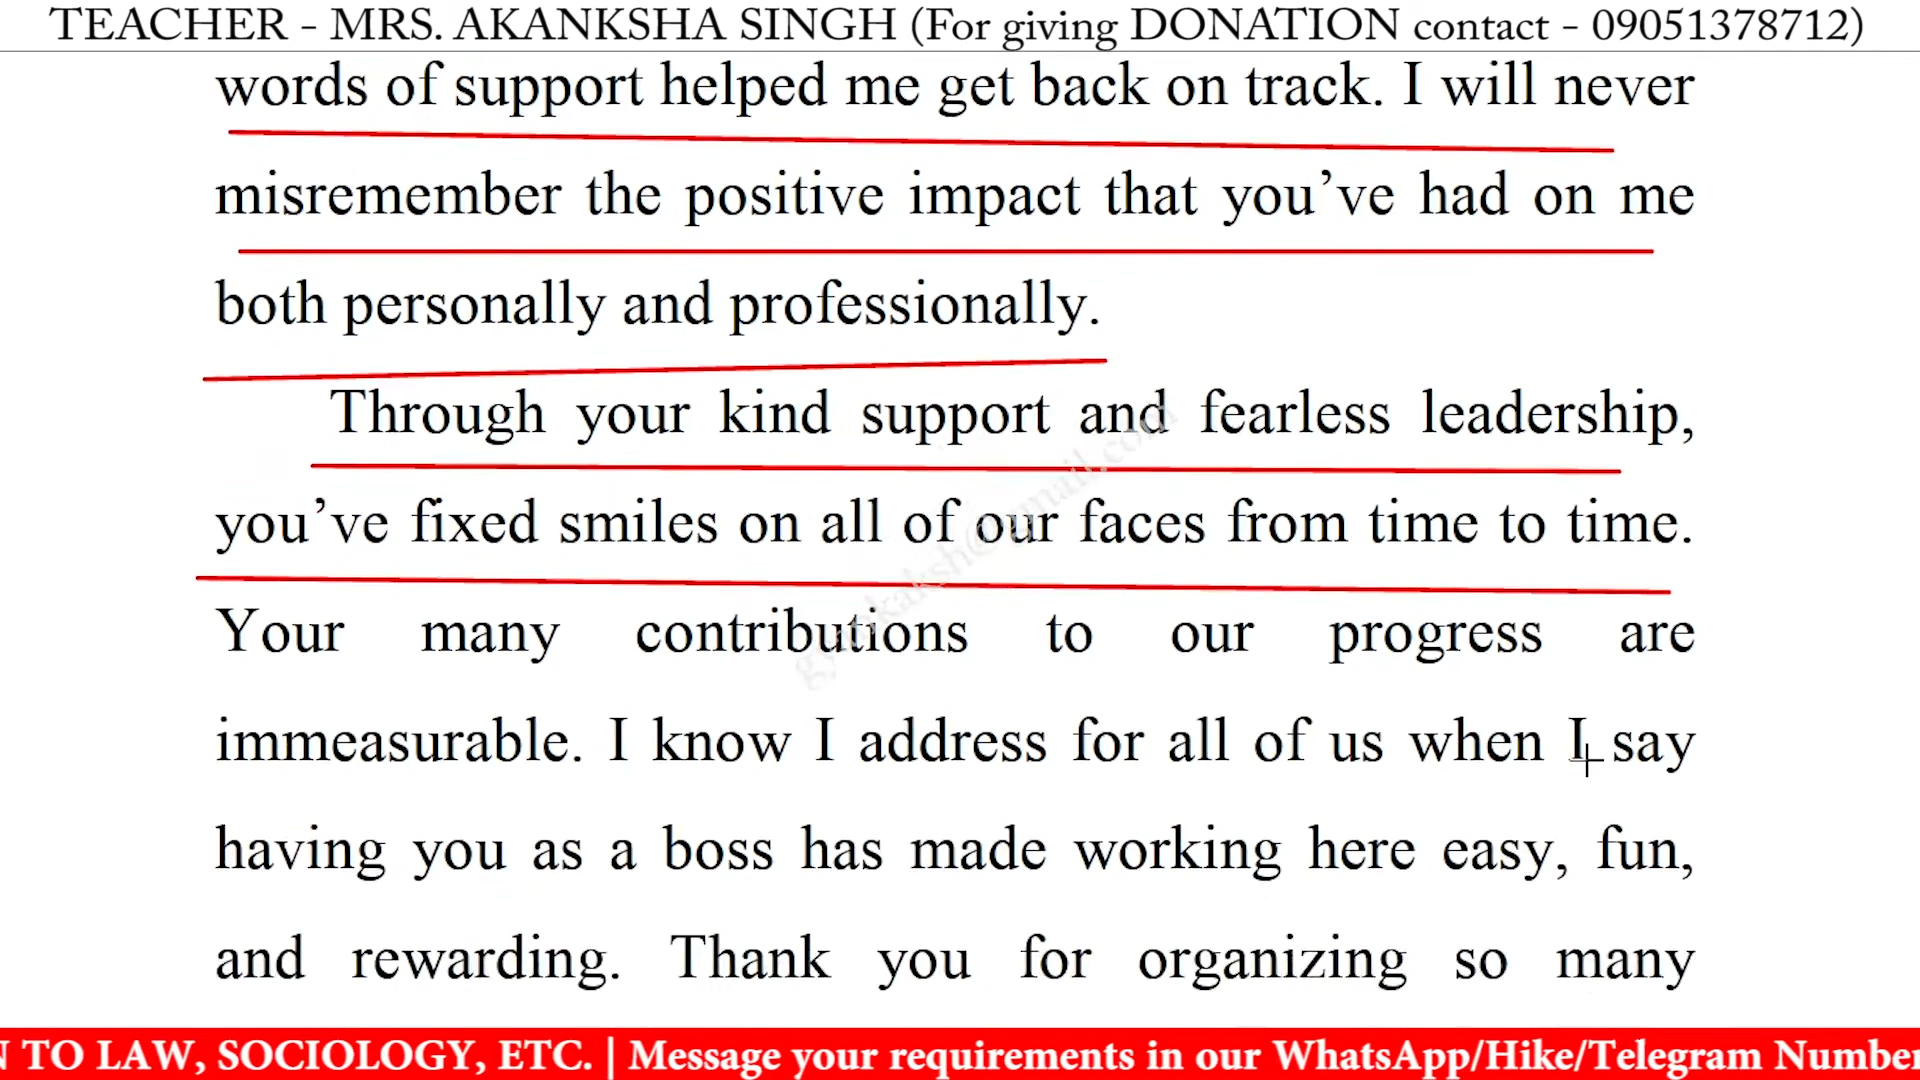 TEACHER - MRS. AKANKSHA SINGH (For giving DONATION contact - 09051378712)
words of support helped me get back on track. I will never
misremember the positive impact that you’ve had on me
both personally and professionally.
Through your kind support and fearless leadership,
you’ve fixed smiles on all of our faces from time to time.
Your many contributions to our progress are
immeasurable. I know I address for all of us when I say
having you as a boss has made working here easy, fun,
and rewarding. Thank you for organizing so many
gyankaksh@gmail.com
N TO LAW, SOCIOLOGY, ETC. | Message your requirements in our WhatsApp/Hike/Telegram Number